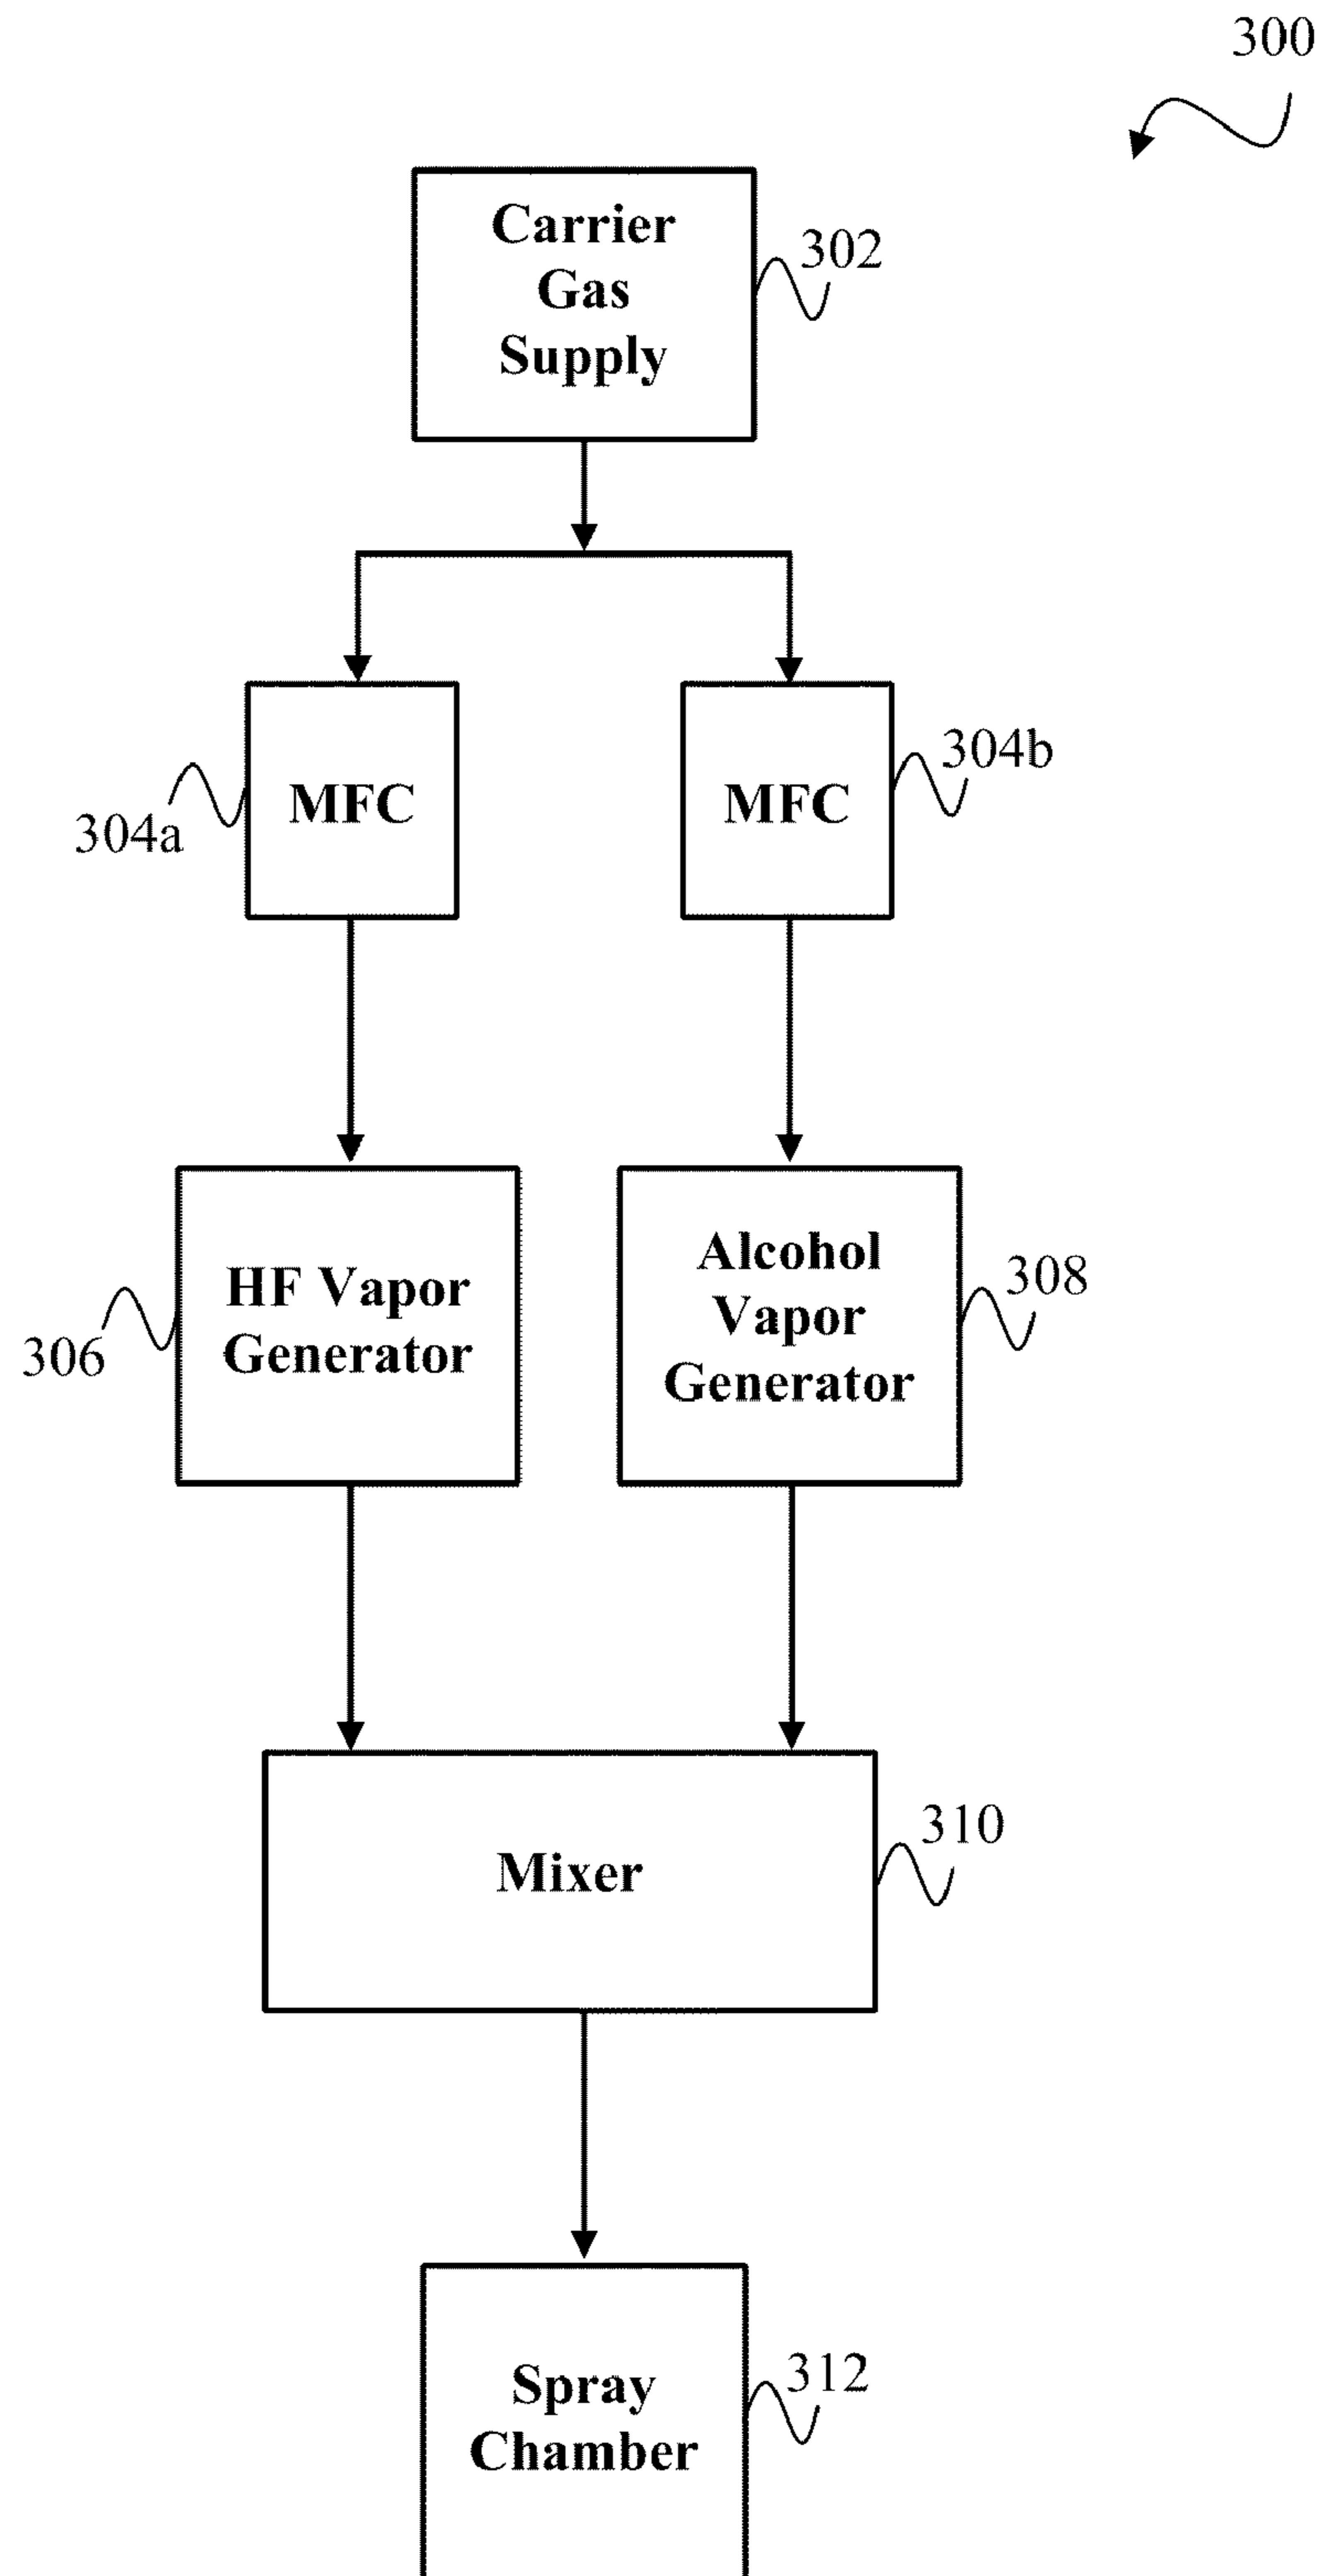 300
Carrier
Gas
Supply
302
MFC
304a
MFC
304b
HF Vapor
Generator
306
Alcohol
Vapor
Generator
308
Mixer
310
Spray
Chamber
312